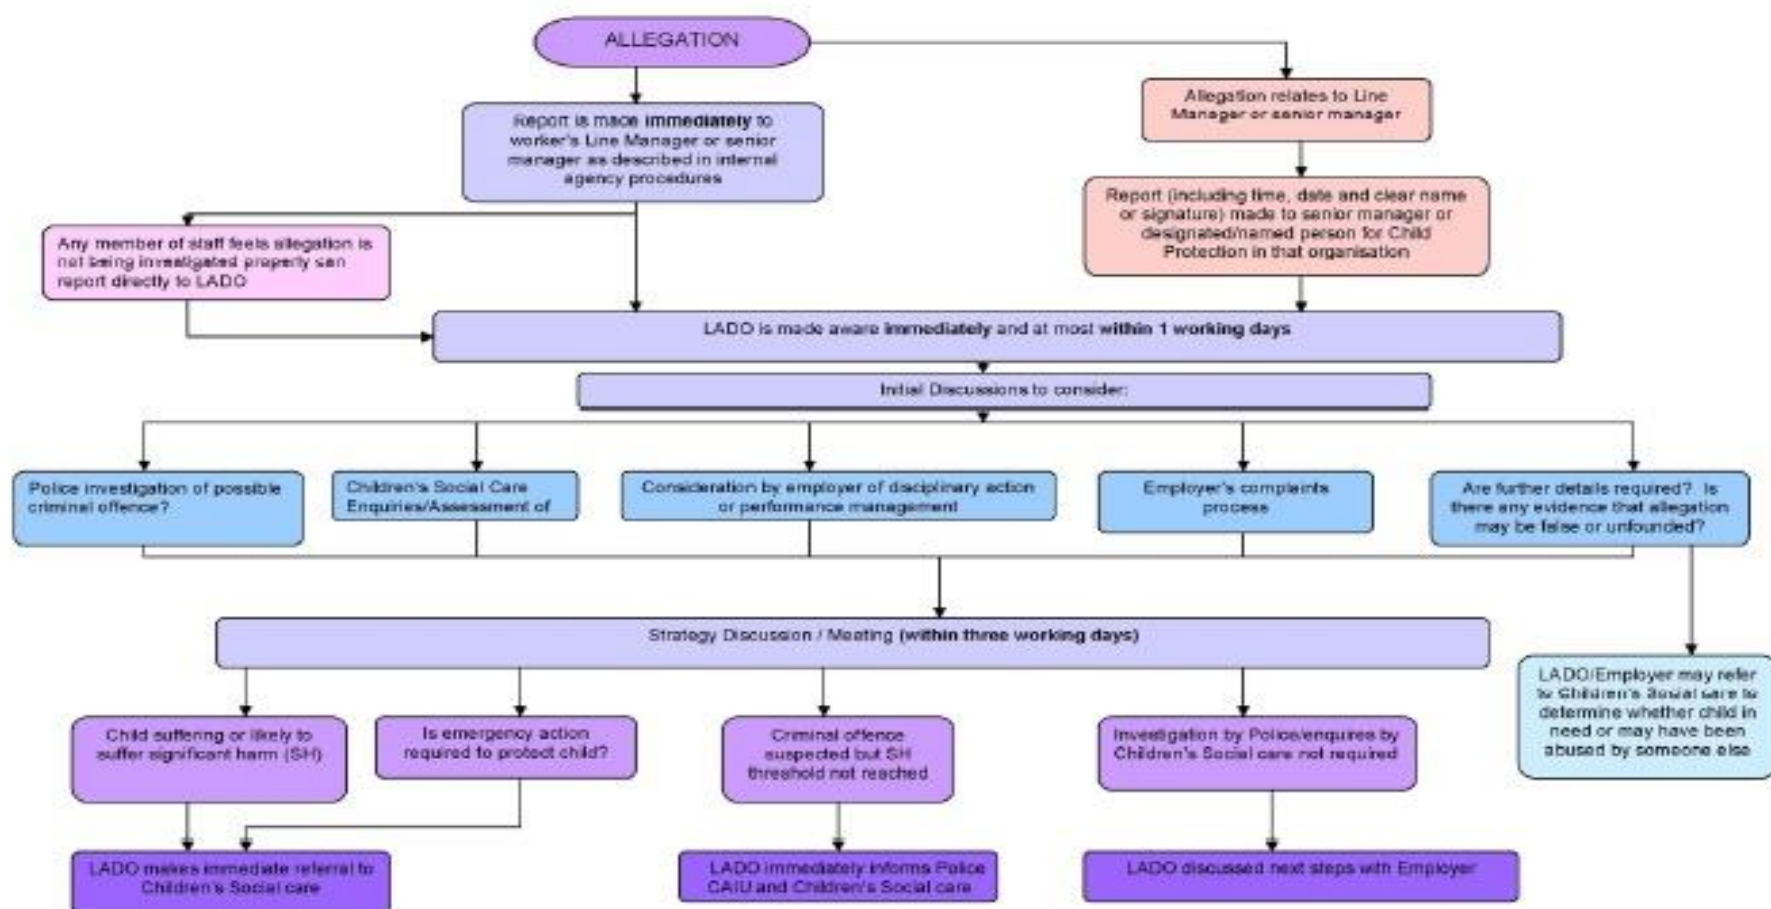 ALLEGATION
Report is made immediately to
worker's Line Manager or senior
manager as described in internal
agency procedures
Allegation relates to Line
Manager or senior manager
Report (including time, date and clear name
or signature) made to senior manager or
designated/named person for Child
Protection in that organisation
Any member of staff feels allegation is
not being investigated properly can
report directly to LADO
LADO is made aware immediately and at most within 1 working days
Initial Discussions to consider:
Police investigation of possible
criminal offence?
Children's Social Care
Enquiries/Assessment of
Consideration by employer of disciplinary action
or performance management
Employer's complaints
process
Are further details required? Is
there any evidence that allegation
may be false or unfounded?
Strategy Discussion / Meeting (within three working days)
LADO/Employer may refer
to Children's Social care to
determine whether child in
need or may have been
abused by someone else
Child suffering or likely to
suffer significant harm (SH)
Is emergency action
required to protect child?
Criminal offence
suspected but SH
threshold not reached
Investigation by Police/enquires by
Children's Social care not required
LADO makes immediate referral to
Children's Social care
LADO immediately informs Police
CAIU and Children's Social care
LADO discussed next steps with Employer